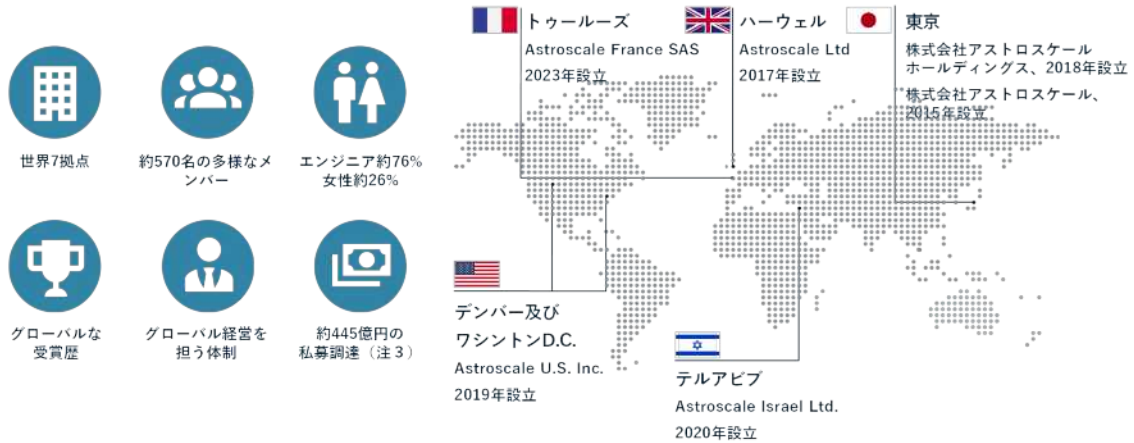 世界7拠点
約570名の多様なメ
ンバー
エンジニア約76%
女性約26%
グローバルな
受賞歴
グローバル経営を
担う体制
約445億円の
私募調達（注３）
トゥールーズ
Astroscale France SAS
2023年設立
ハーウェル
Astroscale Ltd
2017年設立
東京
株式会社アストロスケール
ホールディングス、2018年設立
株式会社アストロスケール、
2015年設立
デンバー及び
ワシントンD.C.
Astroscale U.S. Inc.
2019年設立
テルアビブ
Astroscale Israel Ltd.
2020年設立